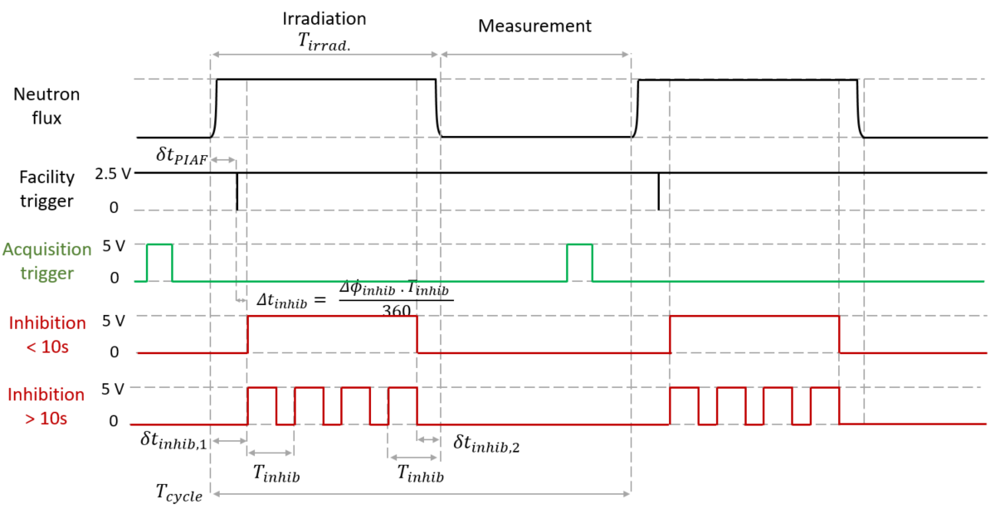 Irradiation
T_irrad.
Measurement
Neutron
flux
δt_PIAF
Facility
trigger
2.5 V
0
Acquisition
trigger
5 V
0
Δt_inhib = Δϕ_inhib . T_inhib / 360
Inhibition
< 10s
5 V
0
Inhibition
> 10s
5 V
0
δt_inhib,1
δt_inhib,2
T_inhib
T_inhib
T_cycle